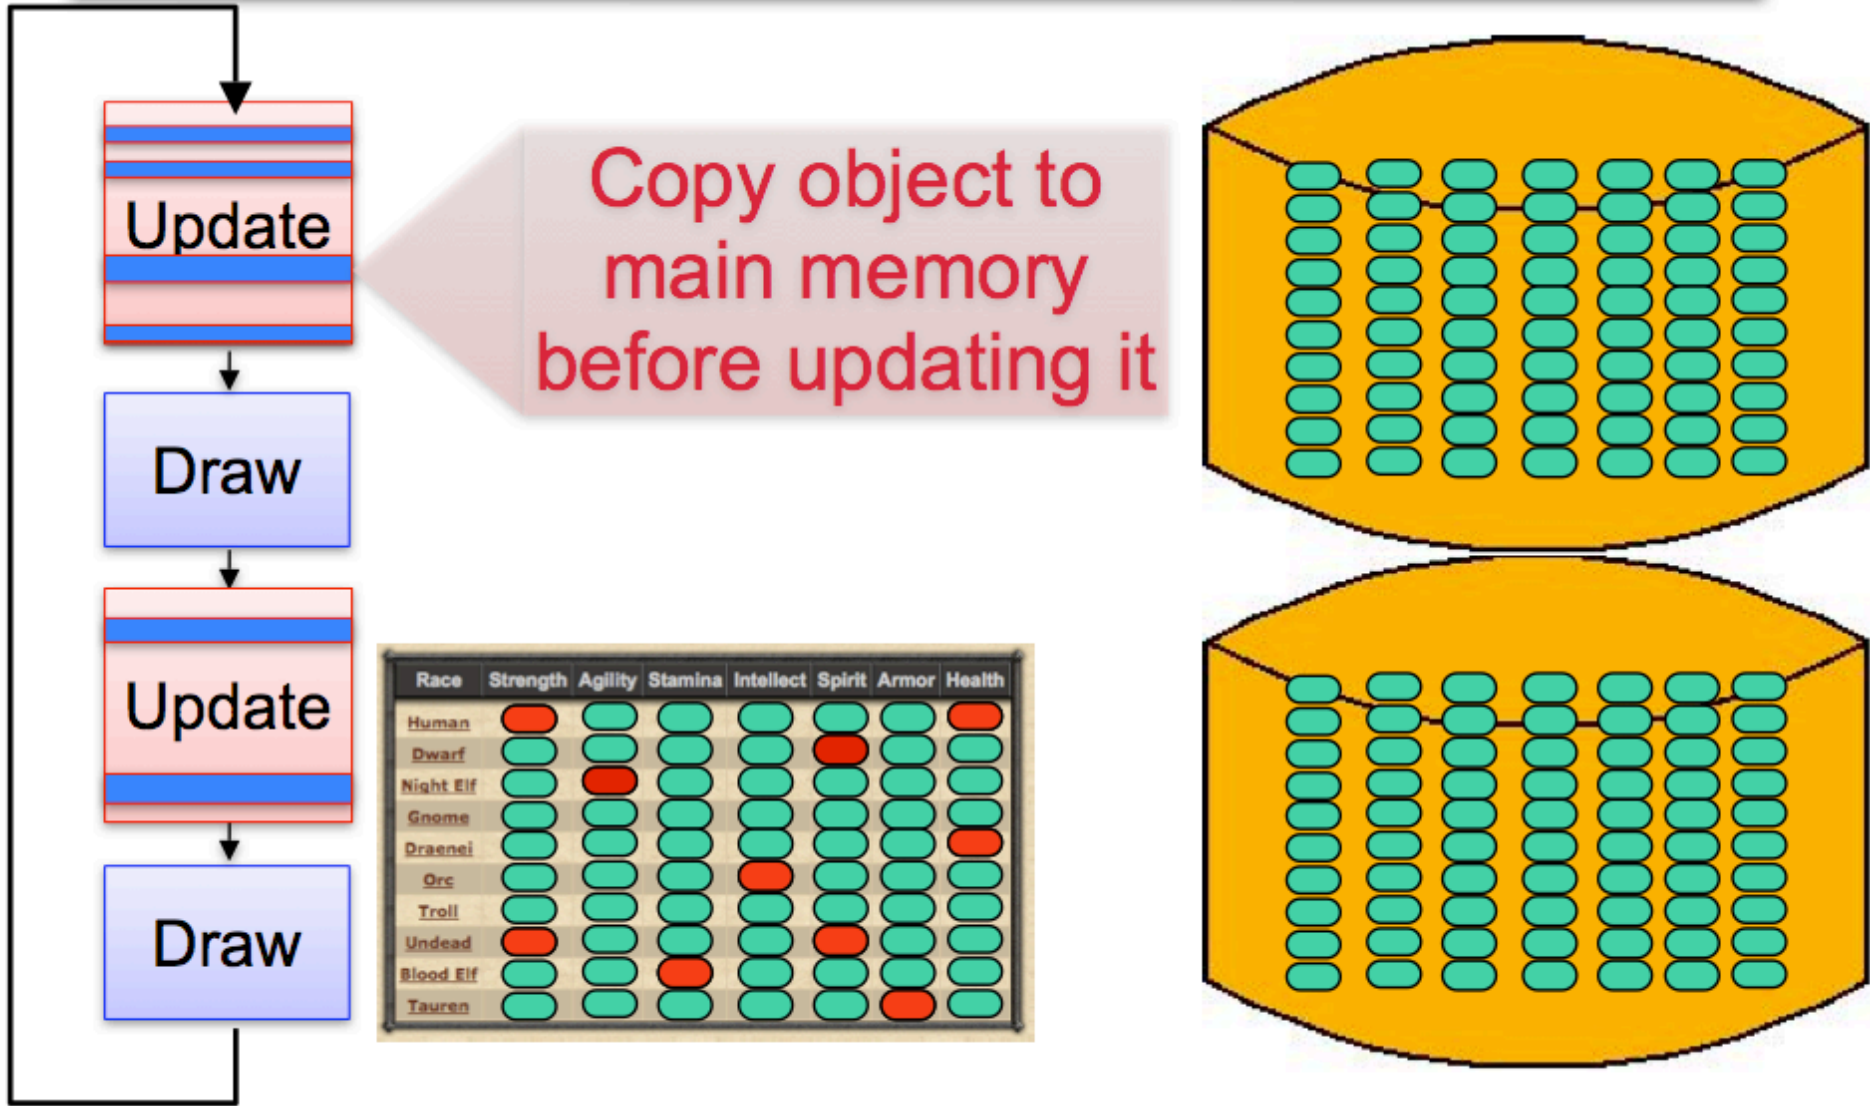 Update
Draw
Update
Draw
Copy object to
main memory
before updating it
Race Strength Agility Stamina Intellect Spirit Armor Health
Human
Dwarf
Night Elf
Gnome
Draenei
Orc
Troll
Undead
Blood Elf
Tauren